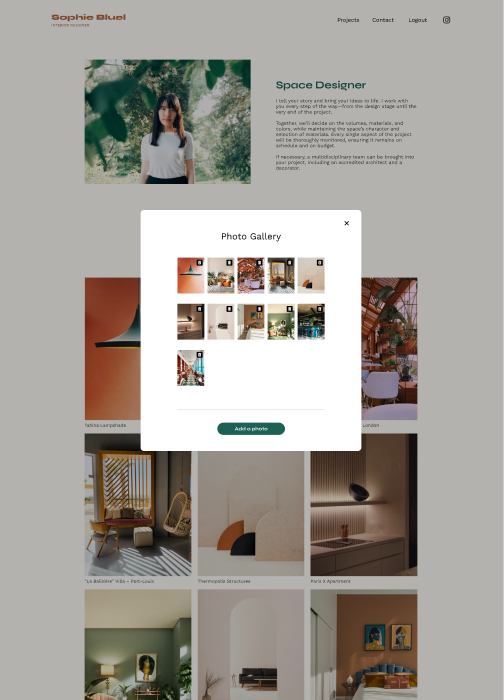 Sophie Bluel
INTERIOR DESIGNER
Projects
Contact
Logout
Space Designer
I tell your story and bring your ideas to life. I work with
you every step of the way—from the design stage until the
very end of the project.
Together, we'll decide on the volumes, materials, and
colors, while maintaining the space's character and
selection of materials. Every single aspect of the project
will be thoroughly monitored, ensuring it remains on
schedule and on budget.
If necessary, a multidisciplinary team can be brought into
your project, including an accredited architect and a
decorator.
Photo Gallery
Add a photo
Tahina Lampshade
London
"La Balisière" Villa – Port-Louis
Thermopolis Structures
Paris X Apartment